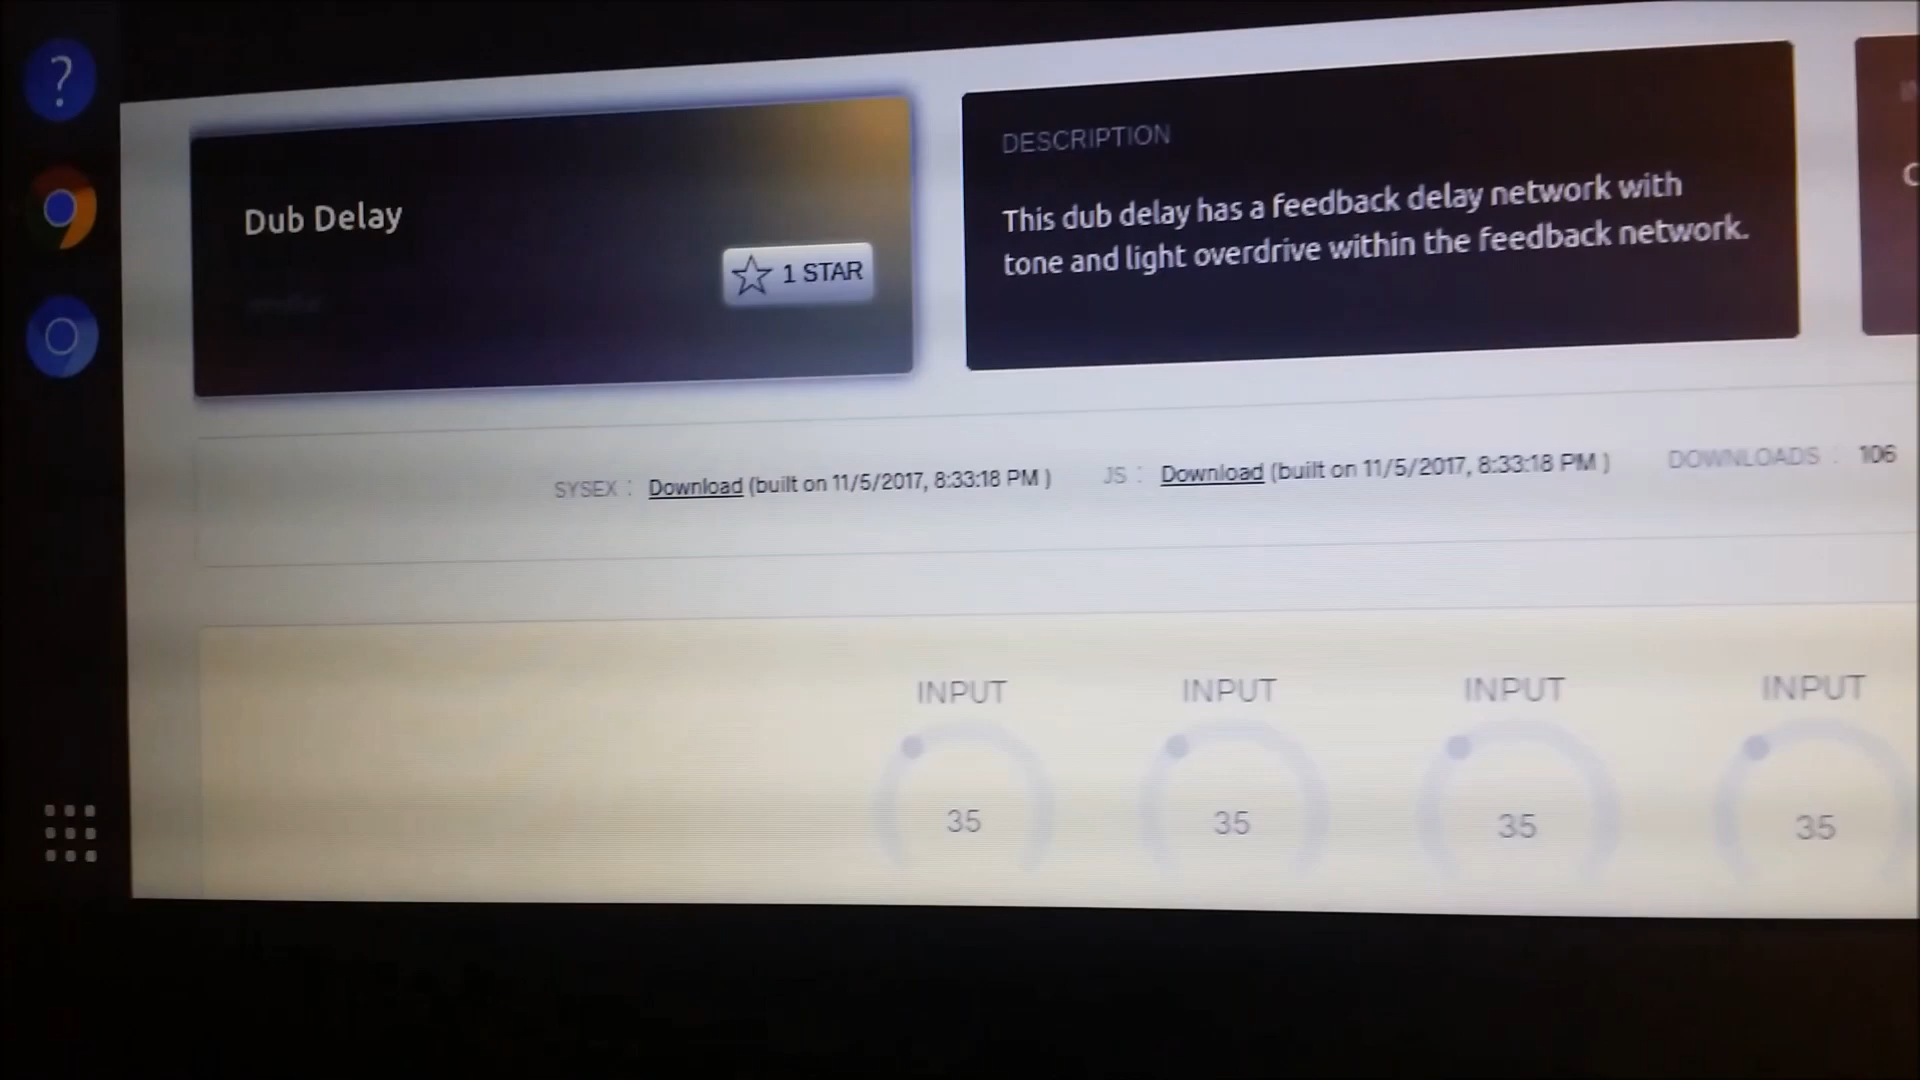 ?
Dub Delay
1 STAR
DESCRIPTION
This dub delay has a feedback delay network with
tone and light overdrive within the feedback network.
SYSEX : Download (built on 11/5/2017, 8:33:18 PM ) JS : Download (built on 11/5/2017, 8:33:18 PM ) DOWNLOADS : 106
INPUT INPUT INPUT INPUT
35 35 35 35